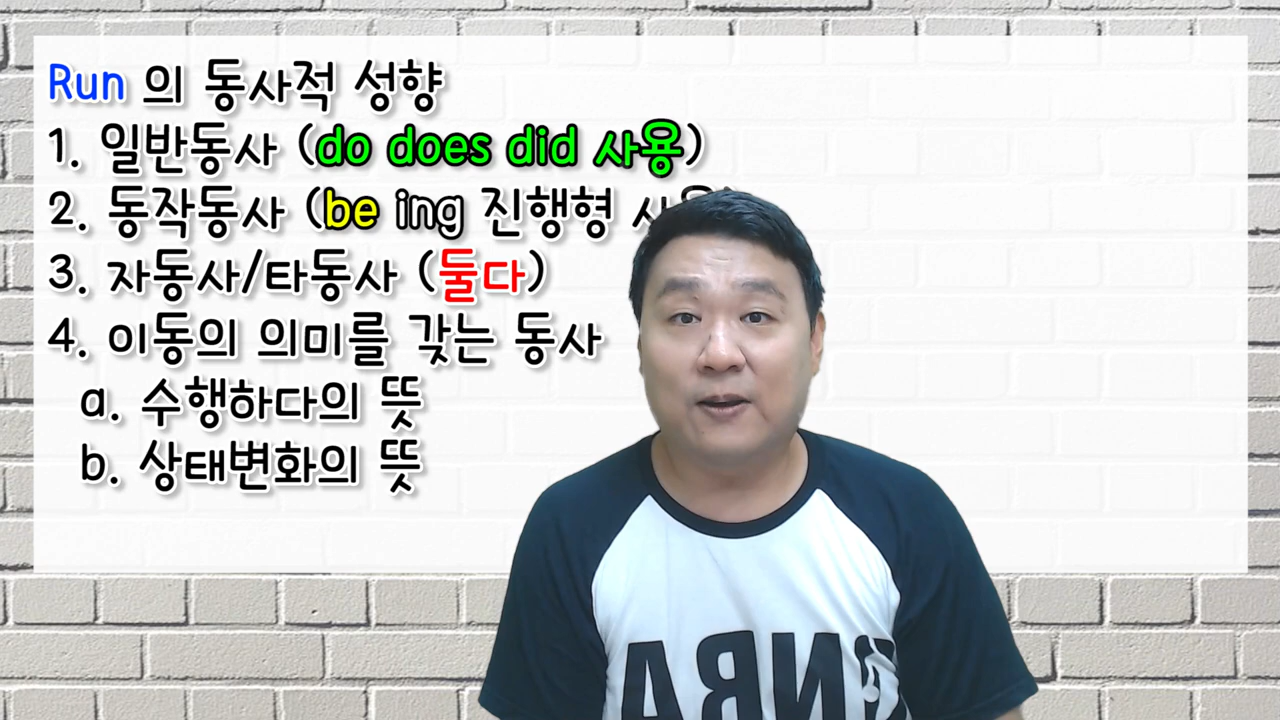 Run 의 동사적 성향
1. 일반동사 (do does did 사용)
2. 동작동사 (be ing 진행형
3. 자동사/타동사 (둘다)
4. 이동의 의미를 갖는 동사
a. 수행하다의 뜻
b. 상태변화의 뜻